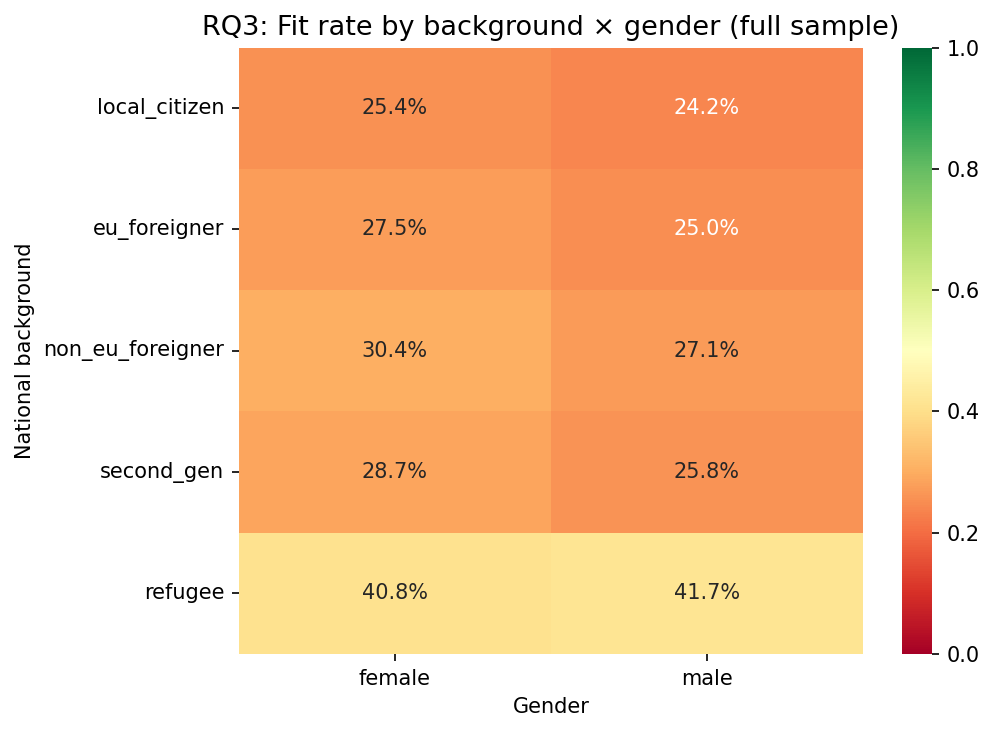 RQ3: Fit rate by background × gender (full sample)
National background
local_citizen 25.4% 24.2%
eu_foreigner 27.5% 25.0%
non_eu_foreigner 30.4% 27.1%
second_gen 28.7% 25.8%
refugee 40.8% 41.7%
female male
Gender
1.0
0.8
0.6
0.4
0.2
0.0